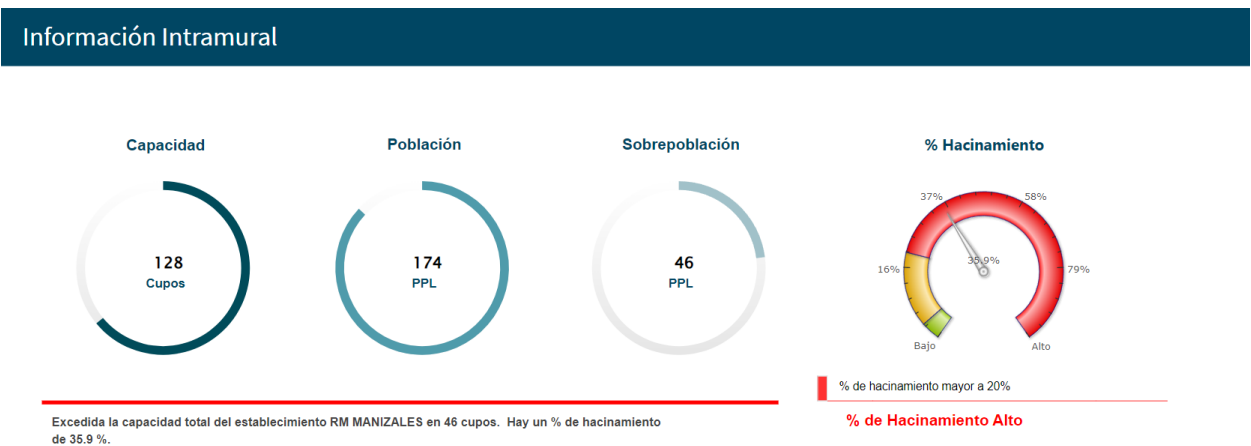 Información Intramural
Capacidad
128
Cupos
Población
174
PPL
Sobrepoblación
46
PPL
% Hacinamiento
37%
58%
16%
35.9%
79%
Bajo
Alto
% de hacinamiento mayor a 20%
% de Hacinamiento Alto
Excedida la capacidad total del establecimiento RM MANIZALES en 46 cupos. Hay un % de hacinamiento
de 35.9 %.